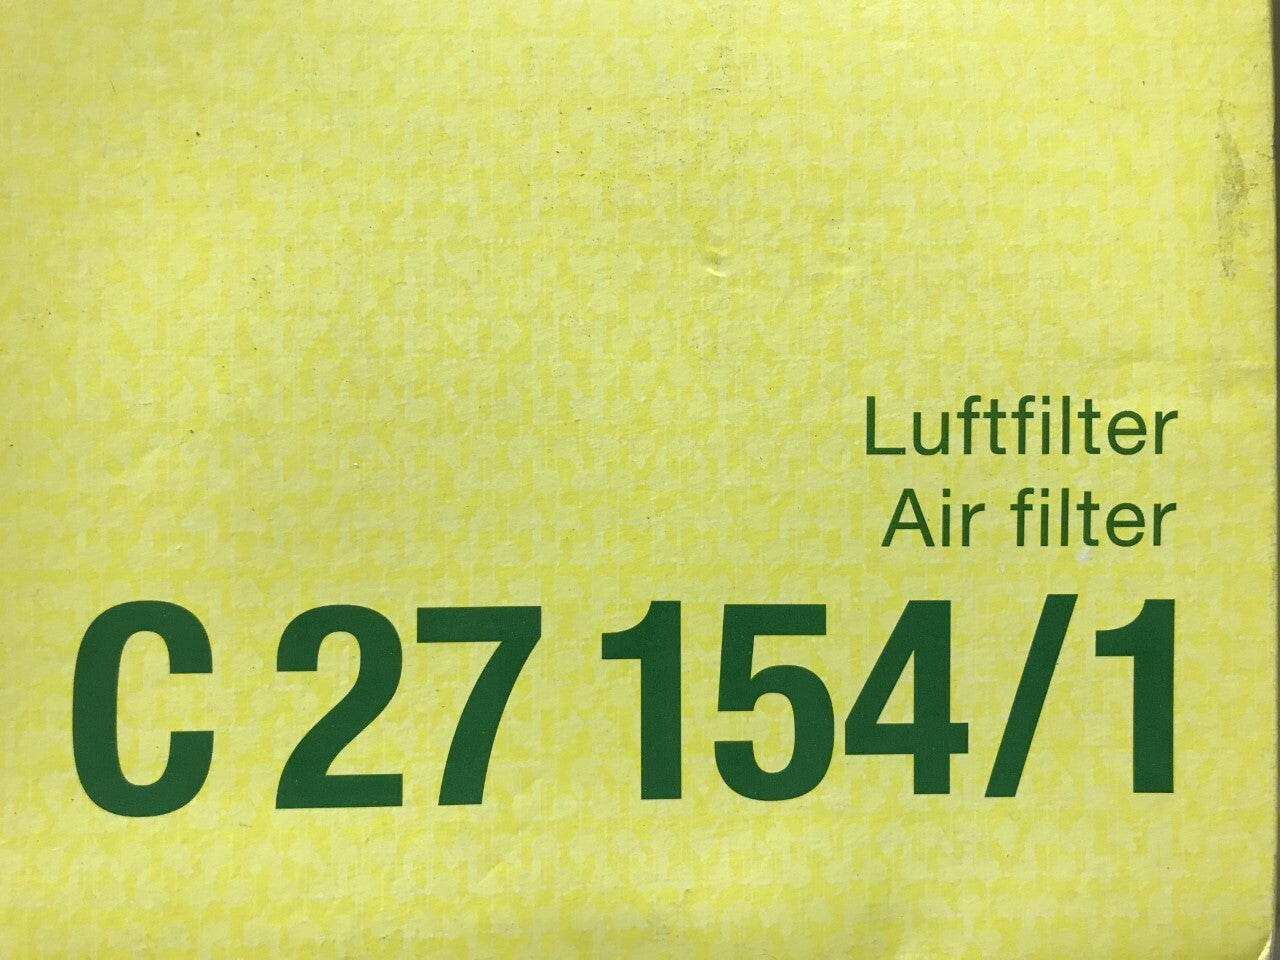 Luftfilter
Air filter
C 27 154/1